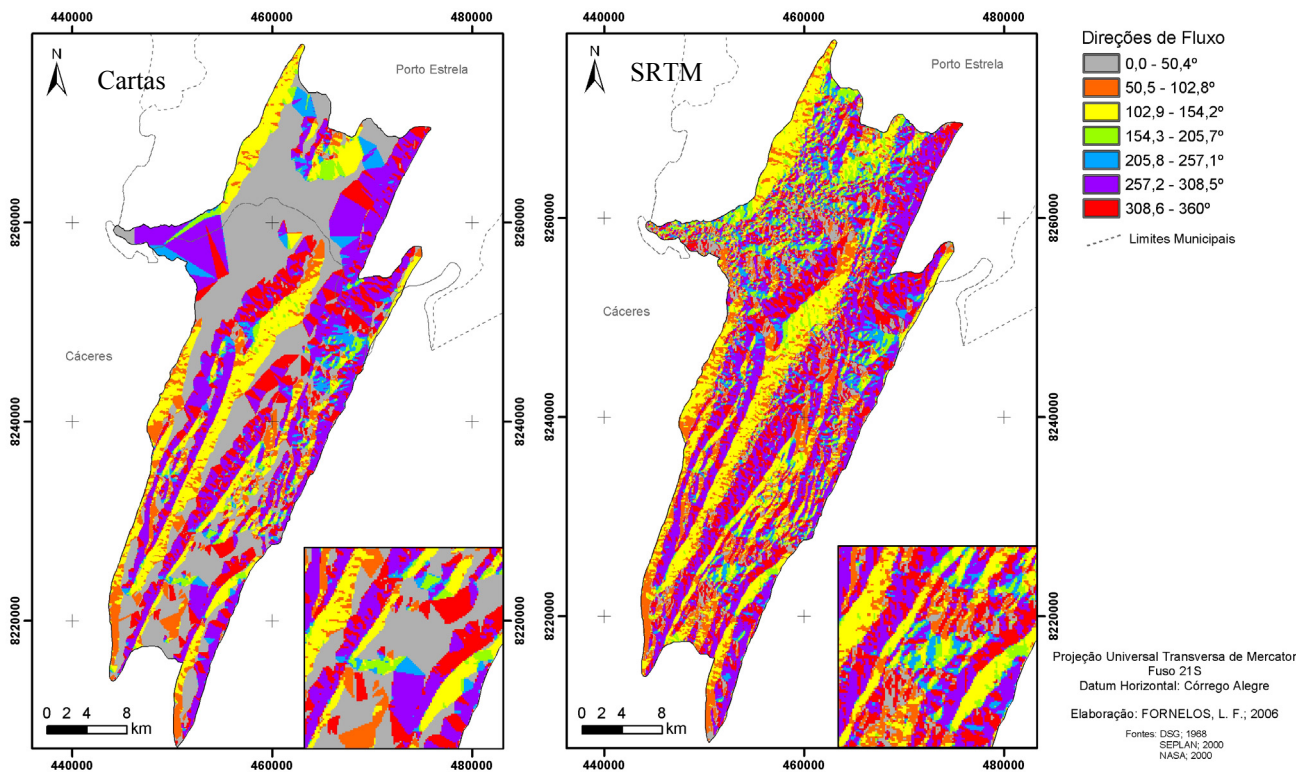 440000
460000
480000
440000
460000
480000
N
Cartas
Porto Estrela
Cáceres
8260000
8240000
8220000
0 2 4 8
km
N
SRTM
Porto Estrela
Cáceres
8260000
8240000
8220000
8260000
8240000
8220000
440000
460000
480000
440000
460000
480000
Direções de Fluxo
0,0 - 50,4º
50,5 - 102,8º
102,9 - 154,2º
154,3 - 205,7º
205,8 - 257,1º
257,2 - 308,5º
308,6 - 360º
Limites Municipais
0 2 4 8
km
Projeção Universal Transversa de Mercator
Fuso 21S
Datum Horizontal: Córrego Alegre
Elaboração: FORNELOS, L. F.; 2006
Fontes: DSG; 1968
SEPLAN; 2000
NASA; 2000